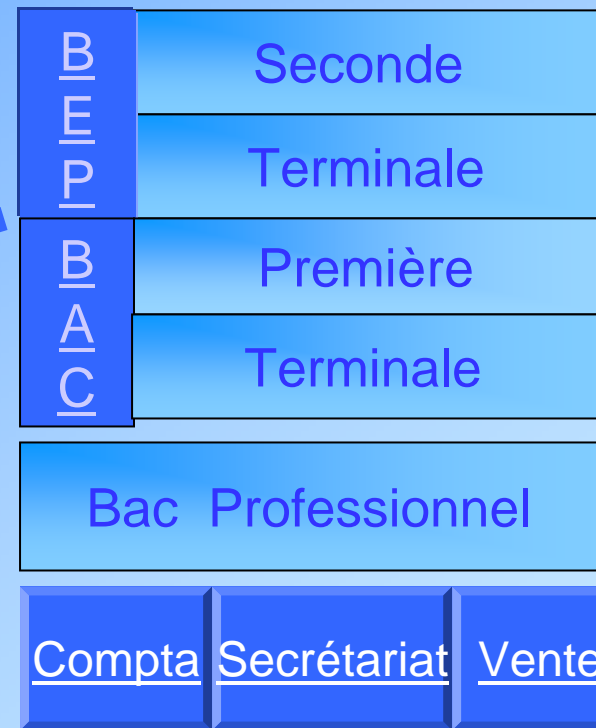 B
E
P
Seconde
Terminale
B
A
C
Première
Terminale
Bac Professionnel
Compta Secrétariat Vente